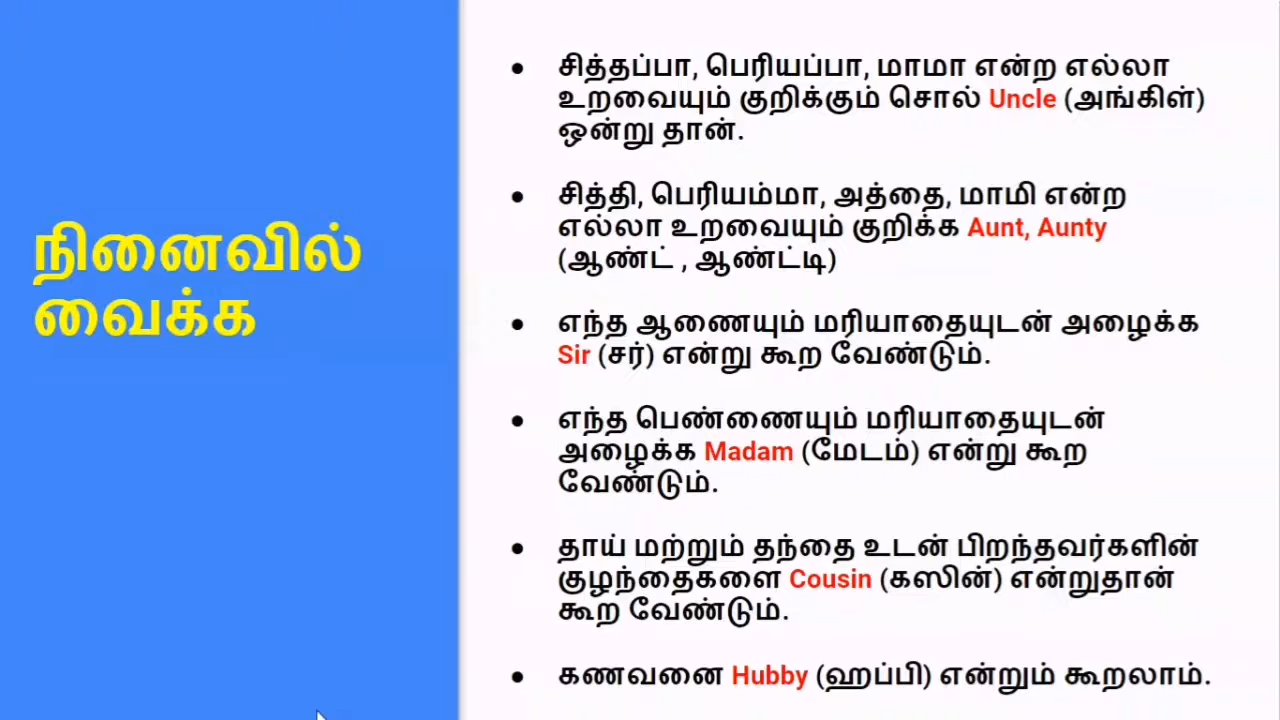 நினைவில்
வைக்க
• சித்தப்பா, பெரியப்பா, மாமா என்ற எல்லா
உறவையும் குறிக்கும் சொல் Uncle (அங்கிள்)
ஒன்று தான்.
• சித்தி, பெரியம்மா, அத்தை, மாமி என்ற
எல்லா உறவையும் குறிக்க Aunt, Aunty
(ஆண்ட் , ஆண்ட்டி)
• எந்த ஆணையும் மரியாதையுடன் அழைக்க
Sir (சர்) என்று கூற வேண்டும்.
• எந்த பெண்ணையும் மரியாதையுடன்
அழைக்க Madam (மேடம்) என்று கூற
வேண்டும்.
• தாய் மற்றும் தந்தை உடன் பிறந்தவர்களின்
குழந்தைகளை Cousin (கஸின்) என்றுதான்
கூற வேண்டும்.
• கணவனை Hubby (ஹப்பி) என்றும் கூறலாம்.